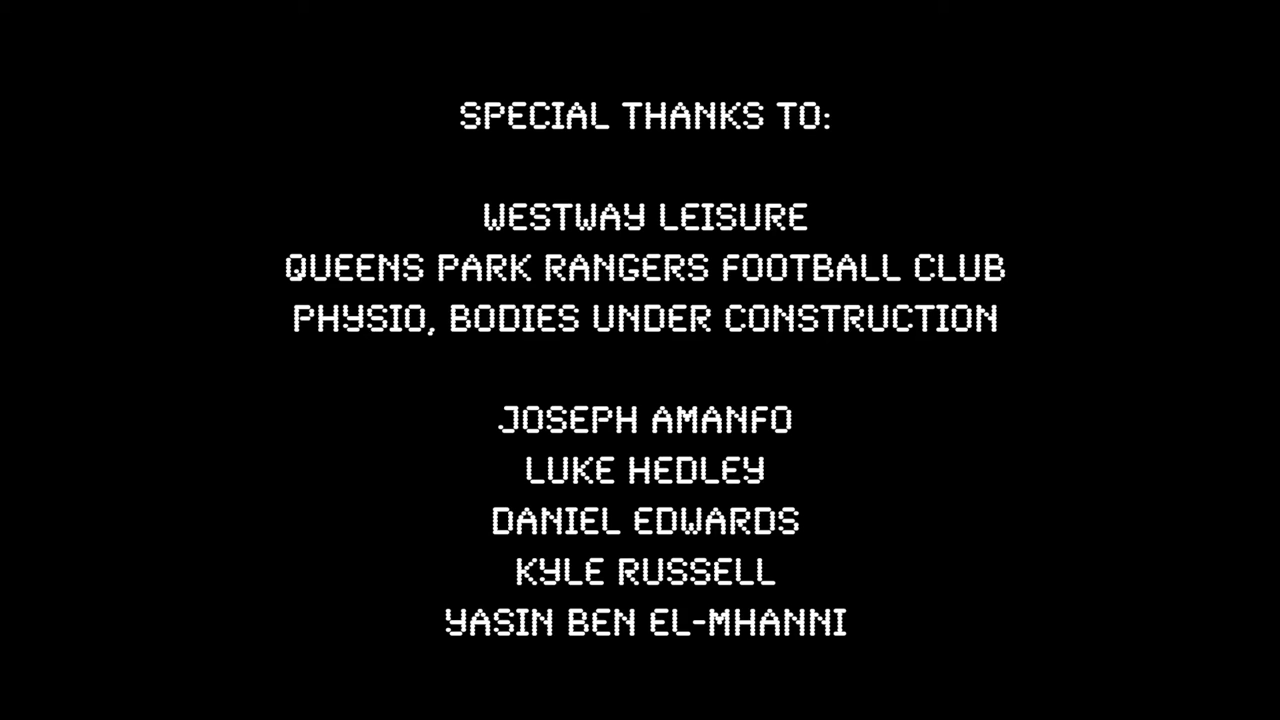 SPECIAL THANKS TO:
WESTWAY LEISURE
QUEENS PARK RANGERS FOOTBALL CLUB
PHYSIO, BODIES UNDER CONSTRUCTION
JOSEPH AMANFO
LUKE HEDLEY
DANIEL EDWARDS
KYLE RUSSELL
YASIN BEN EL-MHANNI